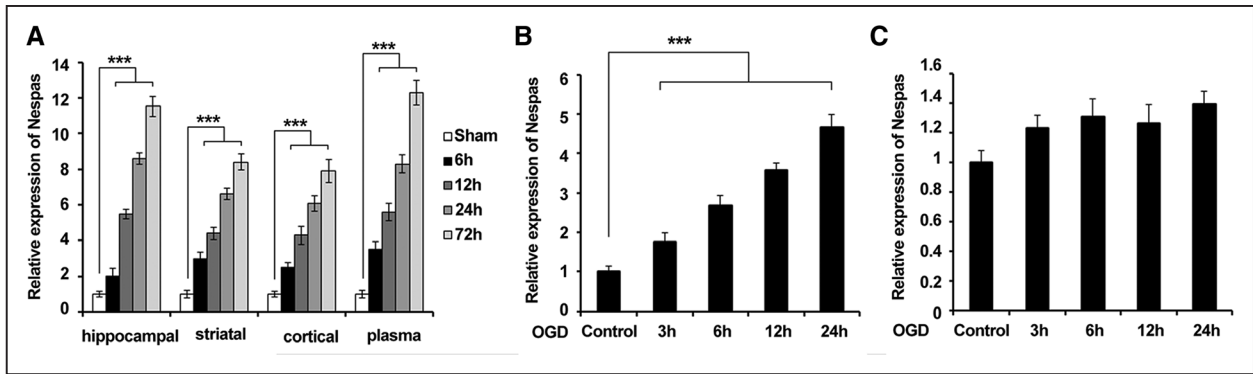 A
Relative expression of Nespas
14
12
10
8
6
4
2
0
***
***
***
***
hippocampal striatal cortical plasma
Sham
6h
12h
24h
72h
B
Relative expression of Nespas
6
5
4
3
2
1
0
***
OGD Control 3h 6h 12h 24h
C
Relative expression of Nespas
1.6
1.4
1.2
1
0.8
0.6
0.4
0.2
0
OGD Control 3h 6h 12h 24h